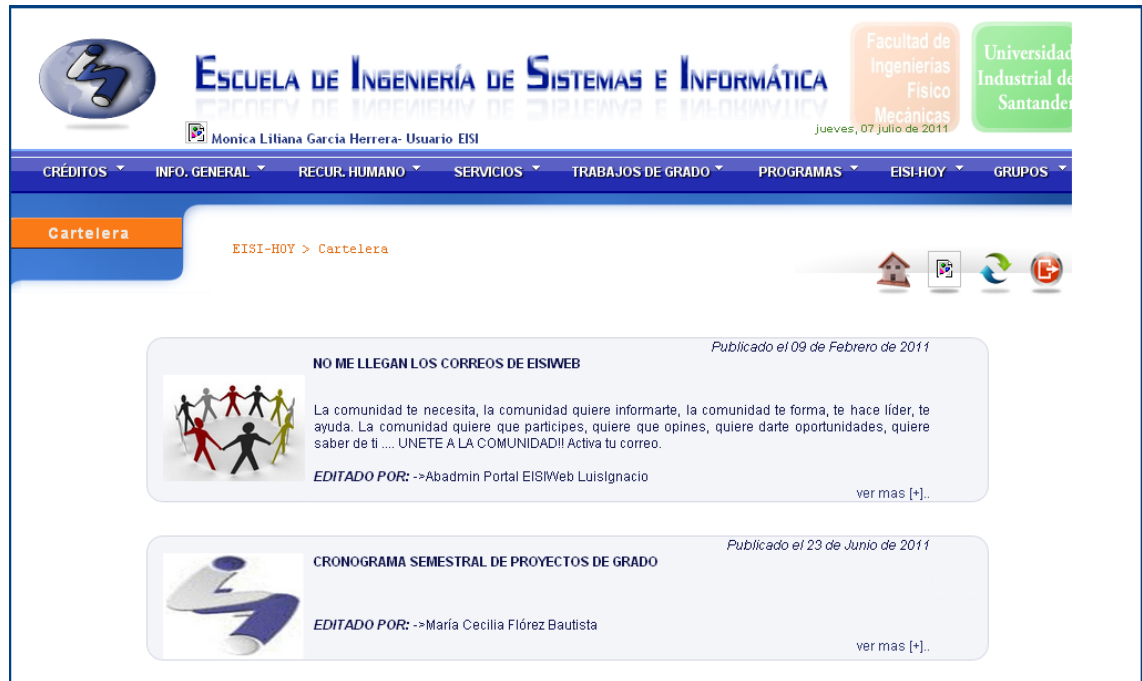 Facultad de
Ingenierias
Fisico
Mecánicas
Universidad
Industrial de
Santander
ESCUELA DE INGENIERÍA DE SISTEMAS E INFORMÁTICA
jueves, 07 julio de 2011
Monica Liliana Garcia Herrera- Usuario EISI
CRÉDITOS INFO. GENERAL RECUR. HUMANO SERVICIOS TRABAJOS DE GRADO PROGRAMAS EISI-HOY GRUPOS
Cartelera
EISI-HOY > Cartelera
Publicado el 09 de Febrero de 2011
NO ME LLEGAN LOS CORREOS DE EISIWEB
La comunidad te necesita, la comunidad quiere informarte, la comunidad te forma, te hace líder, te
ayuda. La comunidad quiere que participes, quiere que opines, quiere darte oportunidades, quiere
saber de ti .... UNETE A LA COMUNIDAD!! Activa tu correo.
EDITADO POR: ->Abadmin Portal EISIWeb LuisIgnacio
ver mas [+]..
Publicado el 23 de Junio de 2011
CRONOGRAMA SEMESTRAL DE PROYECTOS DE GRADO
EDITADO POR: ->María Cecilia Flórez Bautista
ver mas [+]..